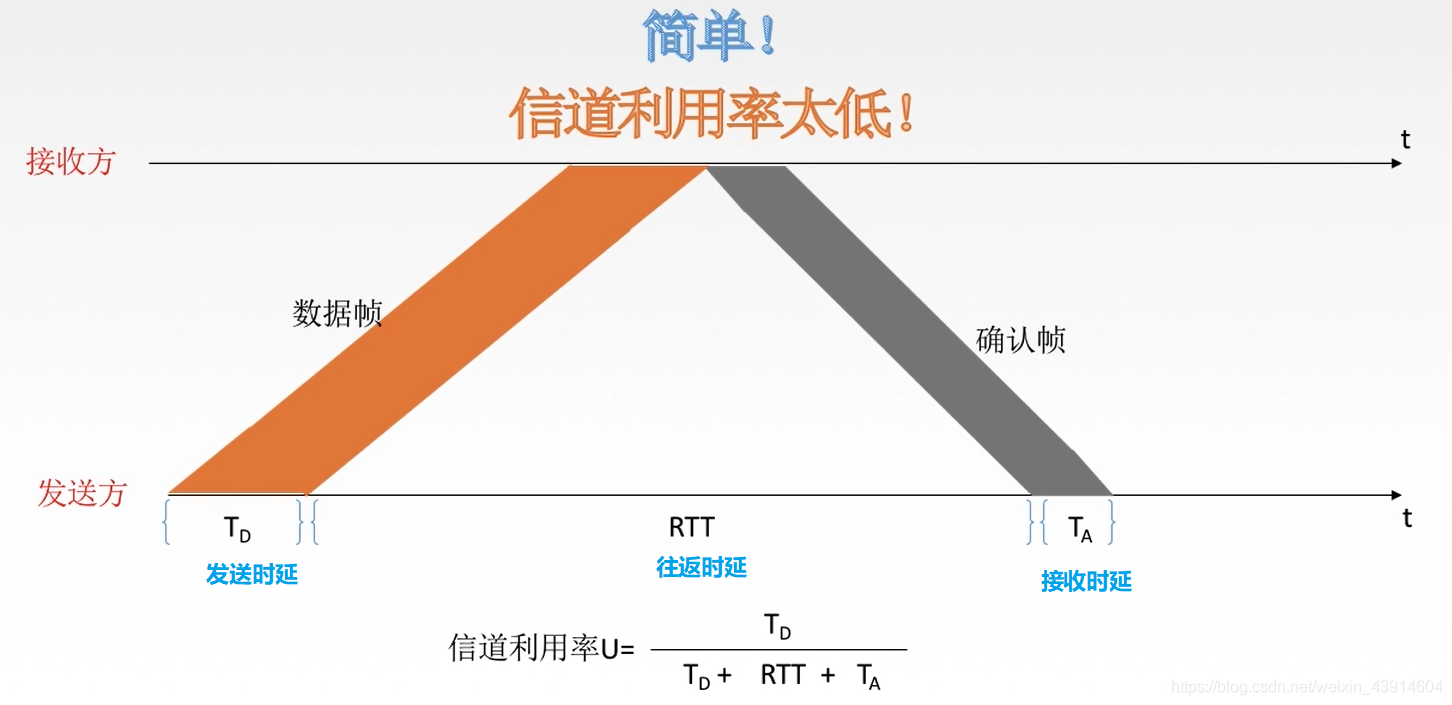 简单!
信道利用率太低!
t
接收方
数据帧
确认帧
发送方
t
T_D
RTT
T_A
发送时延
往返时延
接收时延
信道利用率U=
T_D
T_D + RTT + T_A
https://blog.csdn.net/weixin_43914604